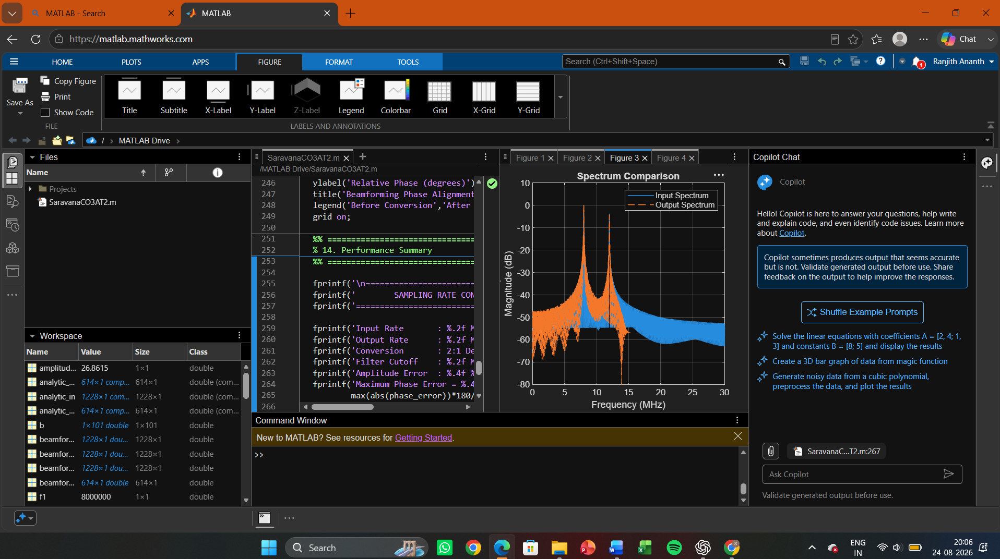 MATLAB - Search
MATLAB
https://matlab.mathworks.com
Chat
HOME
PLOTS
APPS
FIGURE
FORMAT
TOOLS
Search (Ctrl+Shift+Space)
1
Ranjith Ananth
Save As
Copy Figure
Print
Show Code
FILE
Title
Subtitle
X-Label
Y-Label
Z-Label
Legend
Colorbar
Grid
X-Grid
Y-Grid
LABELS AND ANNOTATIONS
/ > MATLAB Drive >
Files
Name
Projects
SaravanaCO3AT2.m
Workspace
Name Value Size Class
amplitud... 26.8615 1×1 double
analytic_... 614×1 comp... 614×1 double (com...
analytic_in 1228×1 com... 1228×1 double (com...
analytic_... 614×1 comp... 614×1 double (com...
b 1×101 double 1×101 double
beamfor... 1228×1 dou... 1228×1 double
beamfor... 1228×1 dou... 1228×1 double
beamfor... 1228×1 dou... 1228×1 double
beamfor... 614×1 double 614×1 double
f1 8000000 1×1 double
SaravanaCO3AT2.m
/MATLAB Drive/SaravanaCO3AT2.m
246 ylabel('Relative Phase (degrees)')
247 title('Beamforming Phase Alignment
248 legend('Before Conversion','After
249 grid on;
250
251 %% ===============================
252 % 14. Performance Summary
253 %% ===============================
254
255 fprintf('\n=======================
256 fprintf('        SAMPLING RATE CON
257 fprintf('=========================
258
259 fprintf('Input Rate       : %.2f M
260 fprintf('Output Rate      : %.2f M
261 fprintf('Conversion       : 2:1 De
262 fprintf('Filter Cutoff    : %.2f M
263 fprintf('Amplitude Error  : %.4f %
264 fprintf('Maximum Phase Error = %.4
265         max(abs(phase_error))*180/
266
Figure 1
Figure 2
Figure 3
Figure 4
Spectrum Comparison
Input Spectrum
Output Spectrum
Magnitude (dB)
10
0
-10
-20
-30
-40
-50
-60
-70
-80
0 5 10 15 20 25 30
Frequency (MHz)
Command Window
New to MATLAB? See resources for Getting Started.
>>
Copilot Chat
Copilot
Hello! Copilot is here to answer your questions, help write
and explain code, and even identify code issues. Learn more
about Copilot.
Copilot sometimes produces output that seems accurate
but is not. Validate generated output before use. Share
feedback on the output to help improve the responses.
Shuffle Example Prompts
Solve the linear equations with coefficients A = [2, 4; 1,
3] and constants B = [8; 5] and display the results
Create a 3D bar graph of data from magic function
Generate noisy data from a cubic polynomial,
preprocess the data, and plot the results
SaravanaC...T2.m:267
Ask Copilot
Validate generated output before use.
Search
ENG
IN
20:06
24-08-2026